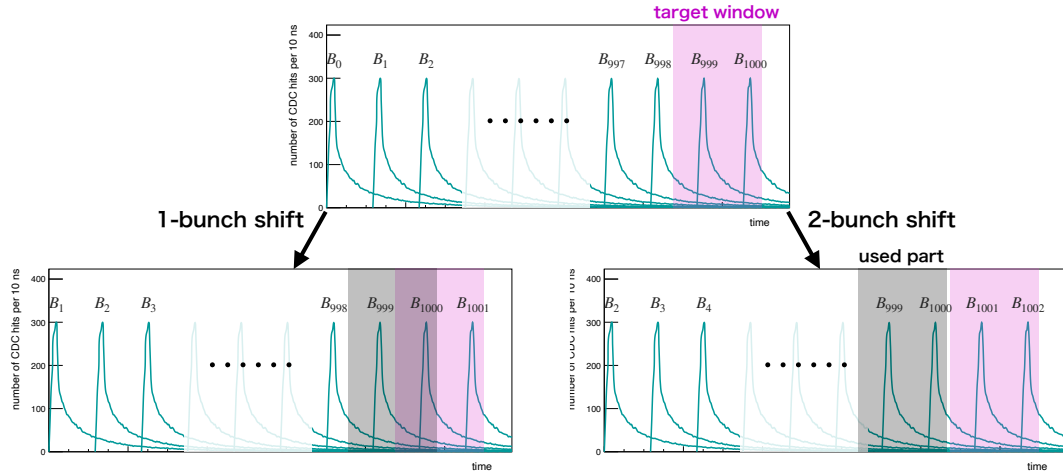 target window
number of CDC hits per 10 ns
400
300
200
100
0
B0 B1 B2 B997 B998 B999 B1000
time
1-bunch shift
2-bunch shift
used part
number of CDC hits per 10 ns
400
300
200
100
0
B1 B2 B3 B998 B999 B1000 B1001
time
number of CDC hits per 10 ns
400
300
200
100
0
B2 B3 B4 B999 B1000 B1001 B1002
time